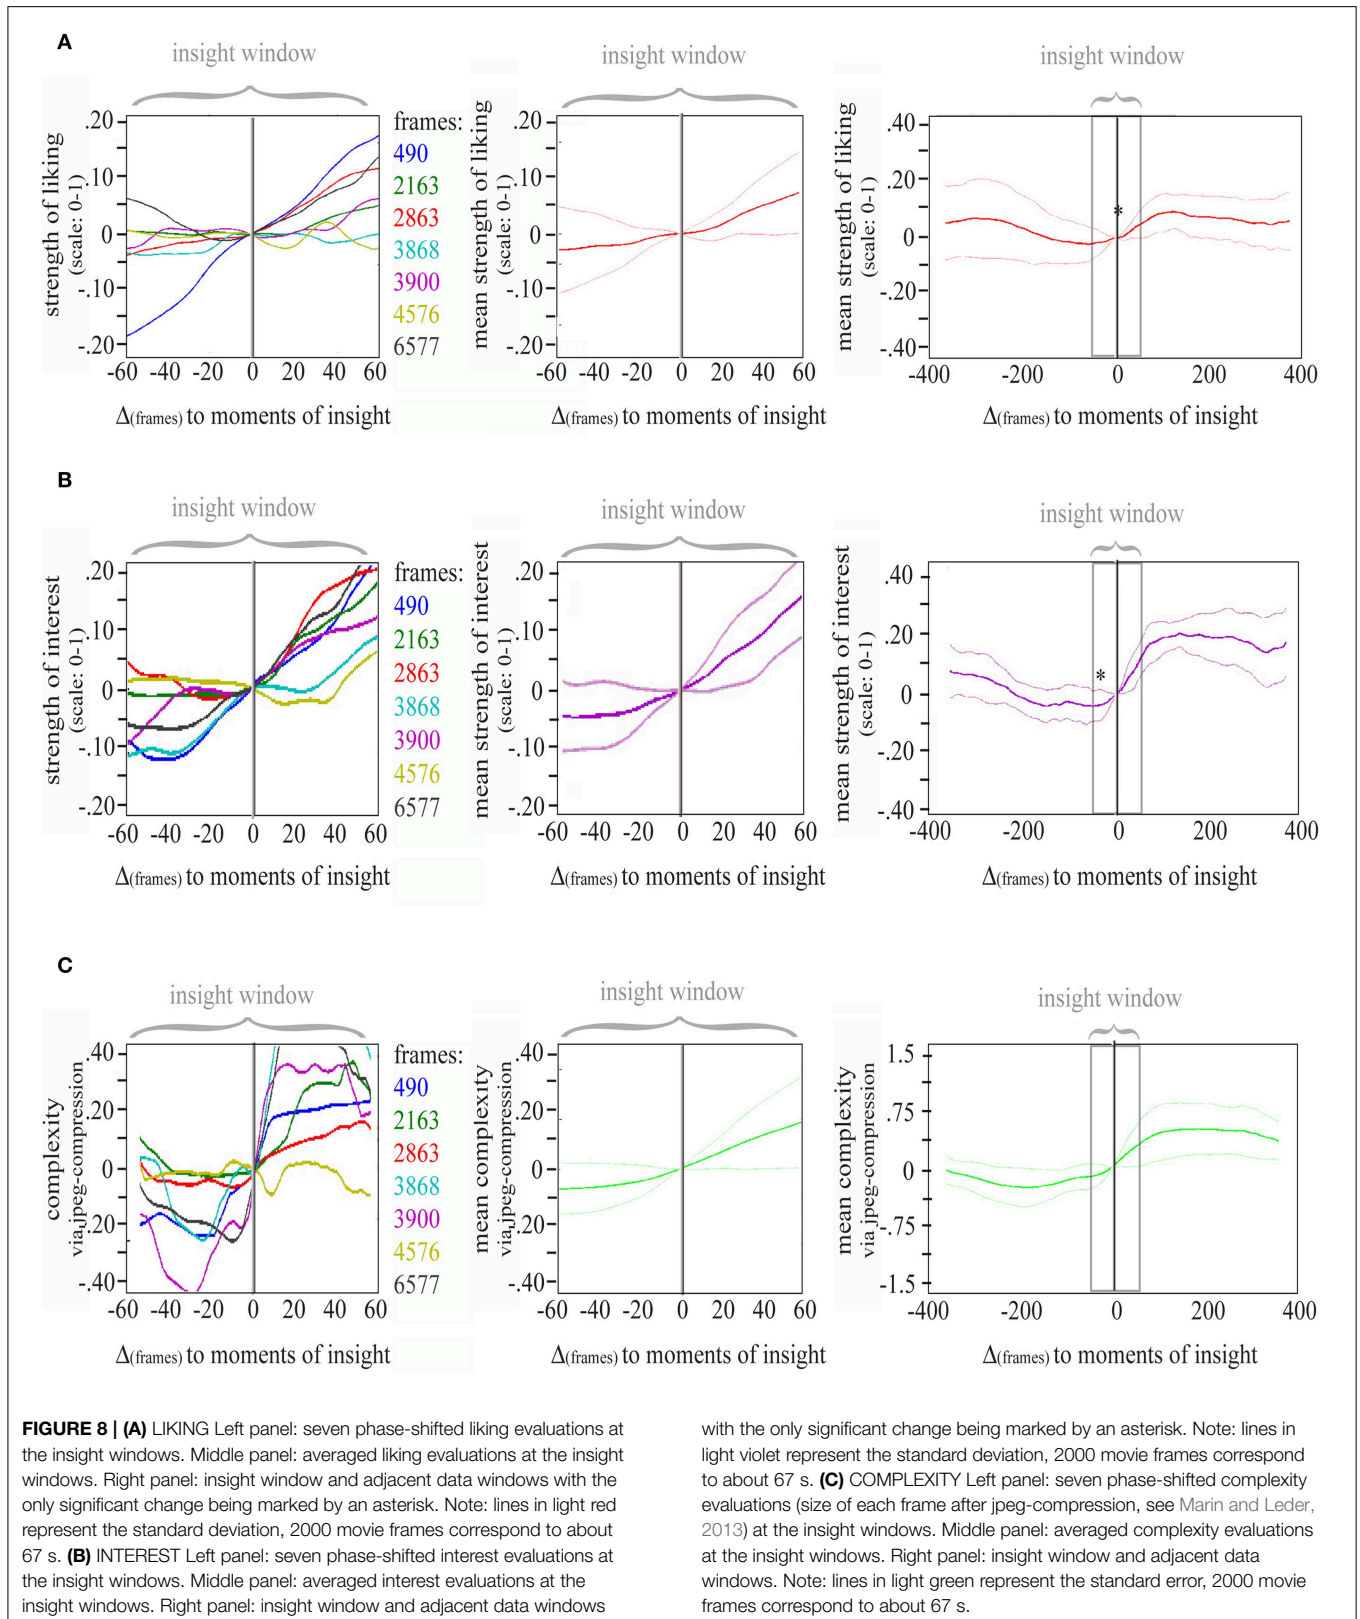 A
insight window
insight window
insight window
strength of liking
(scale: 0-1)
.20
.10
0
-.10
-.20
-60 -40 -20 0 20 40 60
Δ(frames) to moments of insight
frames:
490
2163
2863
3868
3900
4576
6577
mean strength of liking
(scale: 0-1)
.20
.10
0
-.10
-.20
-60 -40 -20 0 20 40 60
Δ(frames) to moments of insight
mean strength of liking
(scale: 0-1)
.40
.20
0
-.20
-.40
*
-400 -200 0 200 400
Δ(frames) to moments of insight
B
insight window
insight window
insight window
strength of interest
(scale: 0-1)
.20
.10
0
-.10
-.20
-60 -40 -20 0 20 40 60
Δ(frames) to moments of insight
frames:
490
2163
2863
3868
3900
4576
6577
mean strength of interest
(scale: 0-1)
.20
.10
0
-.10
-.20
-60 -40 -20 0 20 40 60
Δ(frames) to moments of insight
mean strength of interest
(scale: 0-1)
.40
.20
0
-.20
-.40
*
-400 -200 0 200 400
Δ(frames) to moments of insight
C
insight window
insight window
insight window
complexity
via jpeg-compression
.40
.20
0
.20
-.40
-60 -40 -20 0 20 40 60
Δ(frames) to moments of insight
frames:
490
2163
2863
3868
3900
4576
6577
mean complexity
via jpeg-compression
.40
.20
0
-.20
-.40
-60 -40 -20 0 20 40 60
Δ(frames) to moments of insight
mean complexity
via jpeg-compression
1.5
.75
0
-.75
-1.5
-400 -200 0 200 400
Δ(frames) to moments of insight
FIGURE 8 | (A) LIKING Left panel: seven phase-shifted liking evaluations at
the insight windows. Middle panel: averaged liking evaluations at the insight
windows. Right panel: insight window and adjacent data windows with the
only significant change being marked by an asterisk. Note: lines in light red
represent the standard deviation, 2000 movie frames correspond to about
67 s. (B) INTEREST Left panel: seven phase-shifted interest evaluations at
the insight windows. Middle panel: averaged interest evaluations at the
insight windows. Right panel: insight window and adjacent data windows
with the only significant change being marked by an asterisk. Note: lines in
light violet represent the standard deviation, 2000 movie frames correspond
to about 67 s. (C) COMPLEXITY Left panel: seven phase-shifted complexity
evaluations (size of each frame after jpeg-compression, see Marin and Leder,
2013) at the insight windows. Middle panel: averaged complexity evaluations
at the insight windows. Right panel: insight window and adjacent data
windows. Note: lines in light green represent the standard error, 2000 movie
frames correspond to about 67 s.